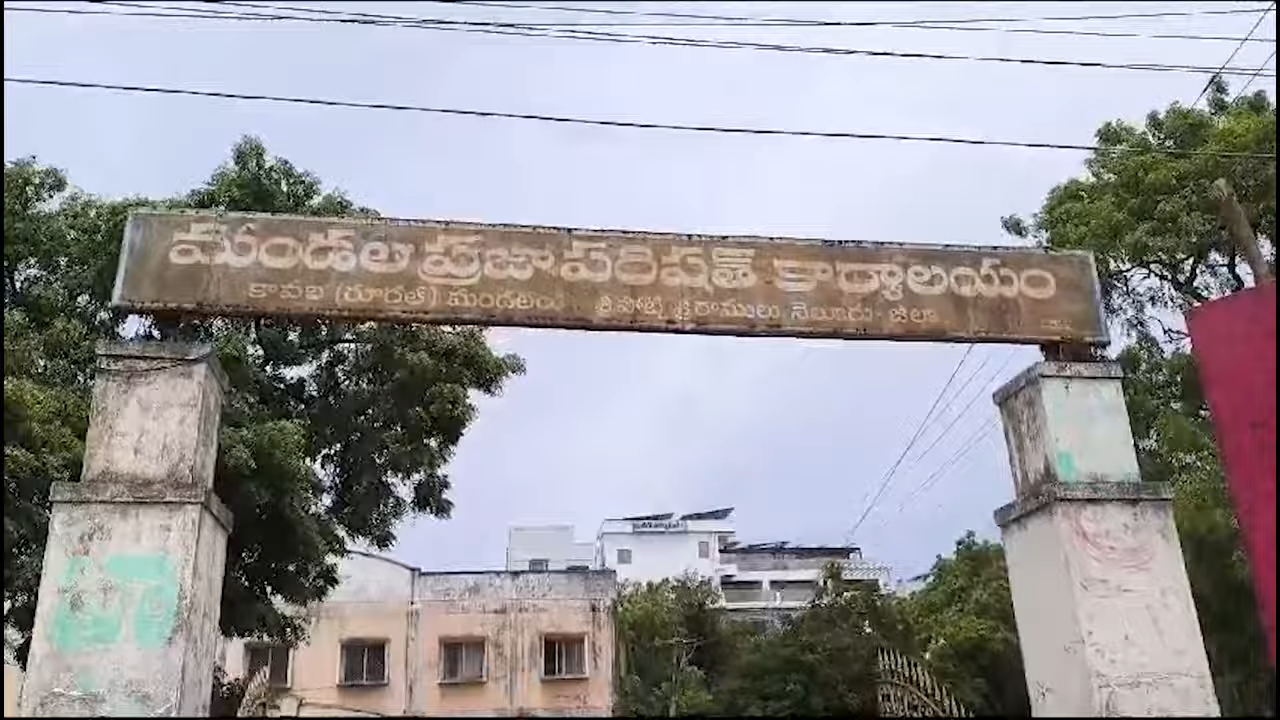 మండల ప్రజా పరిషత్ కార్యాలయం
కావలి (రూరల్) మండలం శ్రీ పొట్టి శ్రీరాములు నెల్లూరు జిల్లా